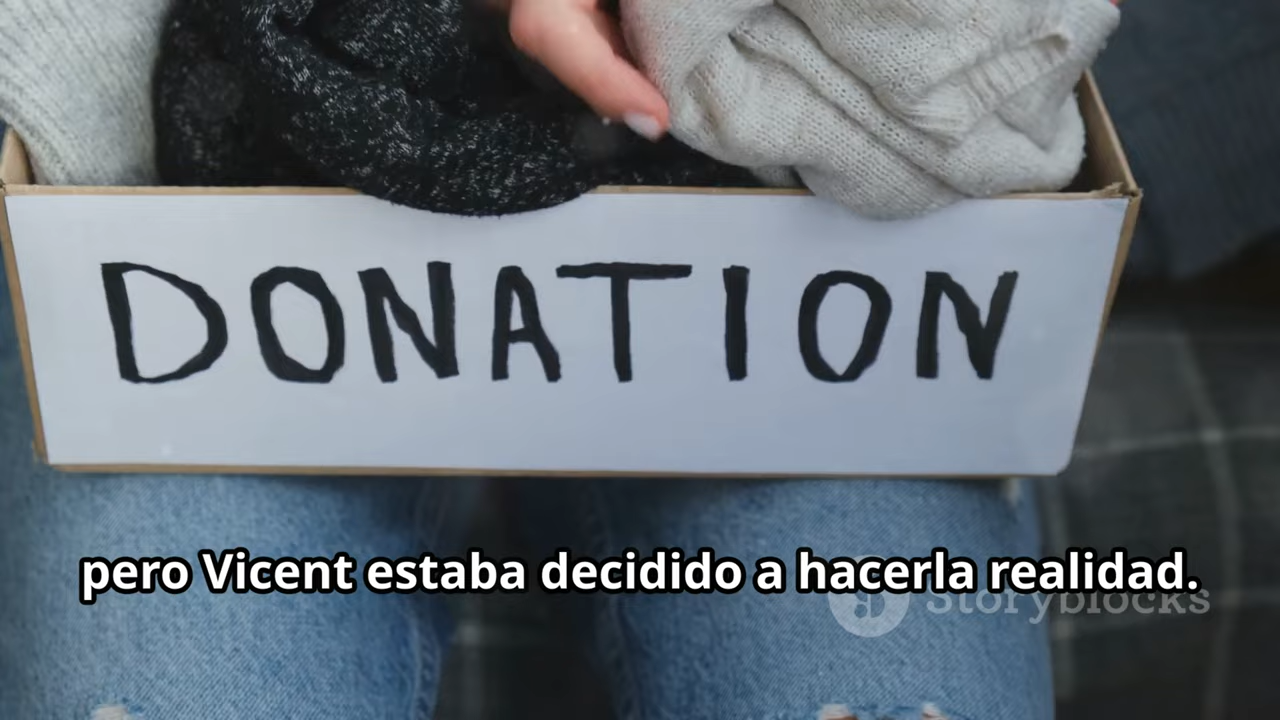 DONATION
pero Vicent estaba decidido a hacerla realidad.
Storyblocks